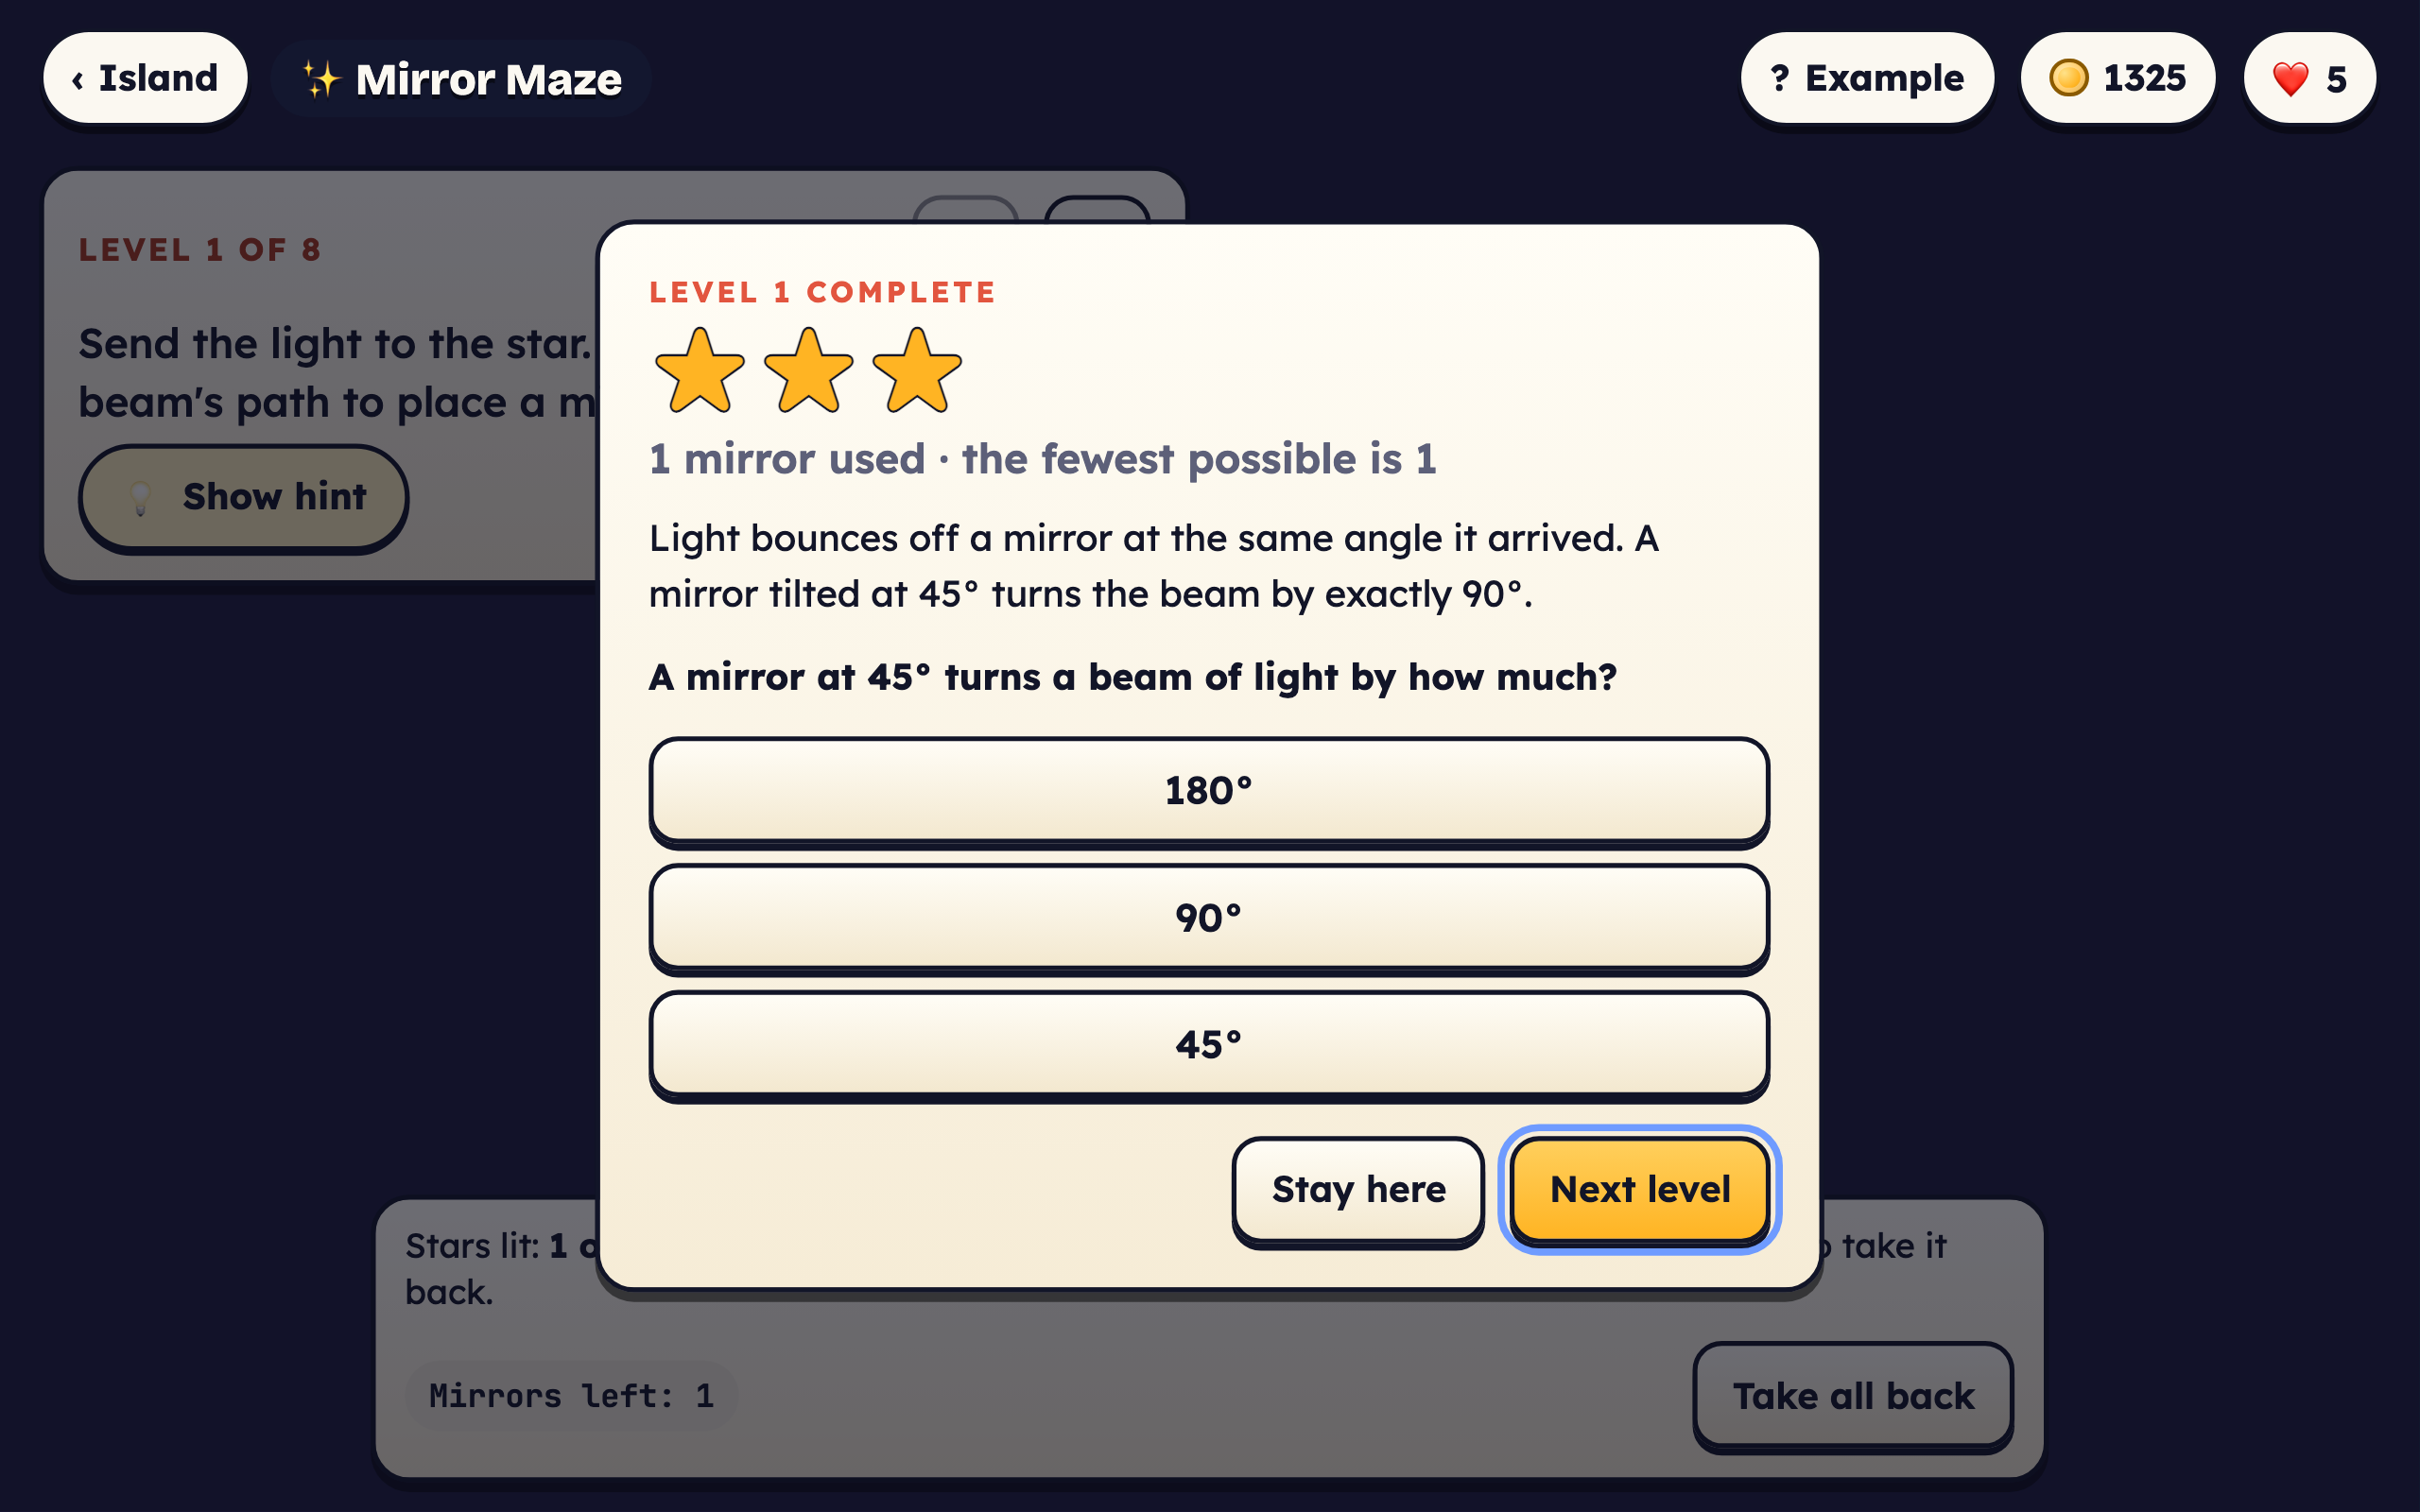 ‹ Island
✨ Mirror Maze
? Example
1325
❤️ 5
LEVEL 1 OF 8
Send the light to the star.
beam's path to place a
Show hint
LEVEL 1 COMPLETE
1 mirror used · the fewest possible is 1
Light bounces off a mirror at the same angle it arrived. A
mirror tilted at 45° turns the beam by exactly 90°.
A mirror at 45° turns a beam of light by how much?
180°
90°
45°
Stay here
Next level
Stars lit: 1
take it
back.
Mirrors left: 1
Take all back